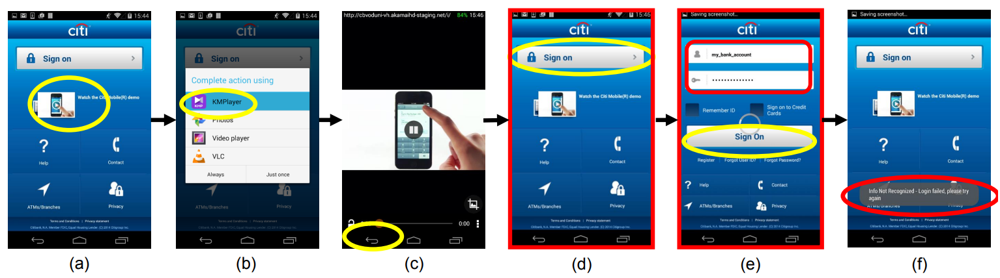 15:44
citi
Sign on
Watch the Citi Mobile(R) demo
Help
Contact
ATMs/Branches
Privacy
Terms and Conditions | Privacy statement
Citibank, N.A. Member FDIC, Equal Housing Lender. (C) 2014 Citigroup Inc.
(a)
15:44
citi
Sign on
Complete action using
KMP
KMPlayer
Photos
Video player
VLC
Always
Just once
ATMs/Branches
Privacy
Terms and Conditions | Privacy statement
Citibank, N.A. Member FDIC, Equal Housing Lender. (C) 2014 Citigroup Inc.
(b)
http://cbvoduni-vh.akamaihd-staging.net/i/ 84% 15:46
0:00
(c)
15:44
citi
Sign on
Watch the Citi Mobile(R) demo
Help
Contact
ATMs/Branches
Privacy
Terms and Conditions | Privacy statement
Citibank, N.A. Member FDIC, Equal Housing Lender. (C) 2014 Citigroup Inc.
(d)
Saving screenshot...
citi
my_bank_account
Remember ID
Sign on to Credit
Cards
Sign On
Register | Forgot User ID? | Forgot Password?
Help
Contact
ATMs/Branches
Privacy
Terms and Conditions | Privacy statement
Citibank, N.A. Member FDIC, Equal Housing Lender. (C) 2014 Citigroup Inc.
(e)
Saving screenshot...
citi
Sign on
Watch the Citi Mobile(R) demo
Help
Contact
Info Not Recognized - Login failed, please try
again
ATMs/Branches
Privacy
Terms and Conditions | Privacy statement
Citibank, N.A. Member FDIC, Equal Housing Lender. (C) 2014 Citigroup Inc.
(f)